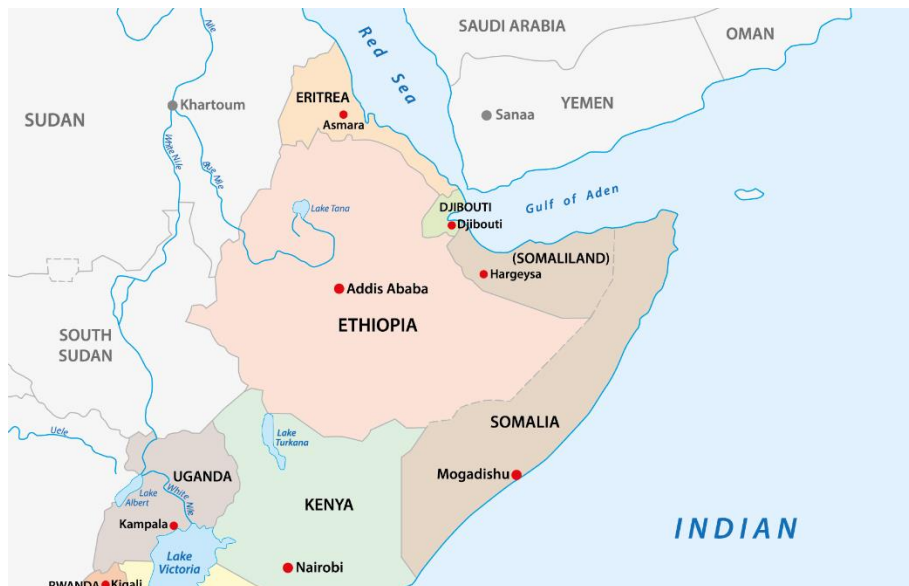 Nile
Red Sea
SAUDI ARABIA
OMAN
ERITREA
Khartoum
YEMEN
Sanaa
SUDAN
Asmara
White Nile
Blue Nile
Gulf of Aden
Lake Tana
DJIBOUTI
Djibouti
(SOMALILAND)
Hargeysa
Addis Ababa
ETHIOPIA
SOUTH
SUDAN
SOMALIA
Uele
Lake
Turkana
UGANDA
Mogadishu
White Nile
Lake
Albert
KENYA
Kampala
INDIAN
Lake
Victoria
Nairobi
RWANDA
Kigali